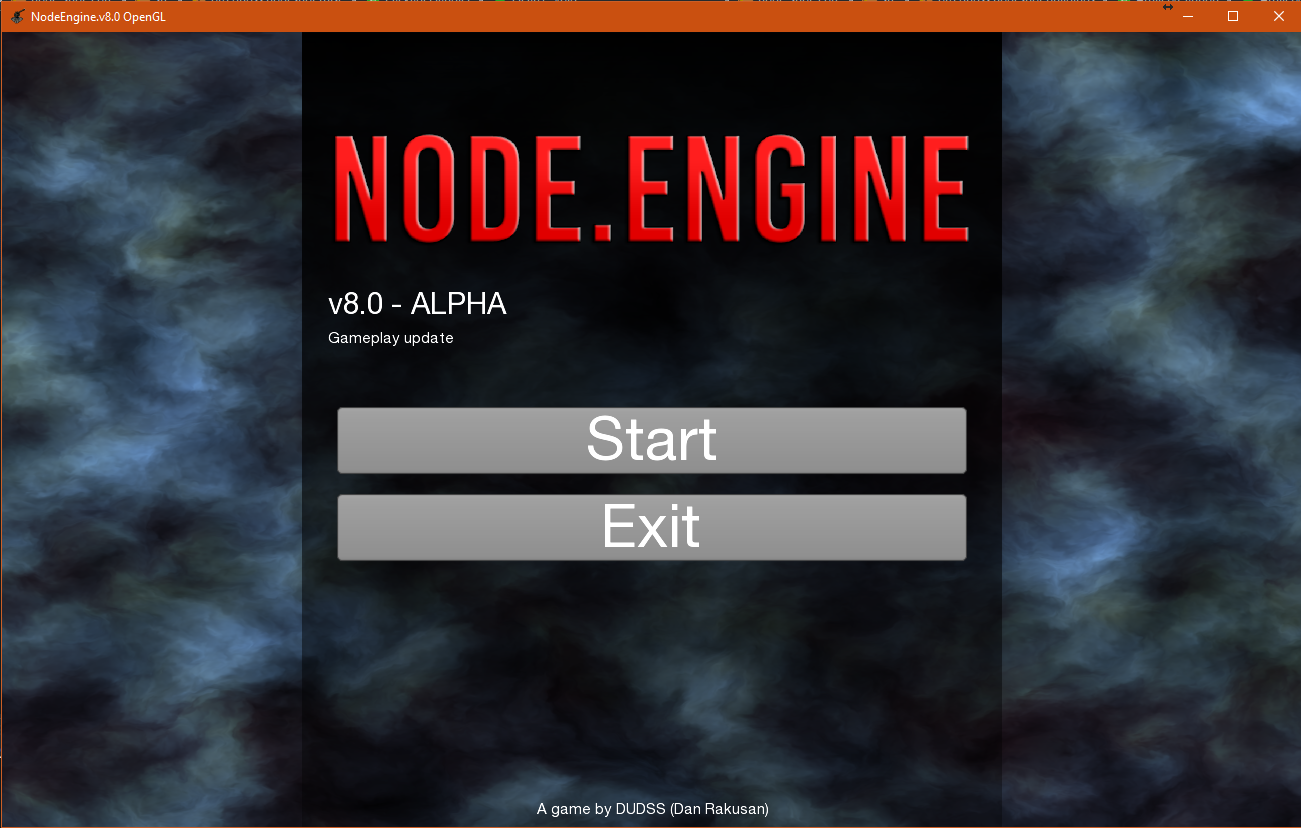 NodeEngine.v8.0 OpenGL
NODE.ENGINE
v8.0 - ALPHA
Gameplay update
Start
Exit
A game by DUDSS (Dan Rakusan)